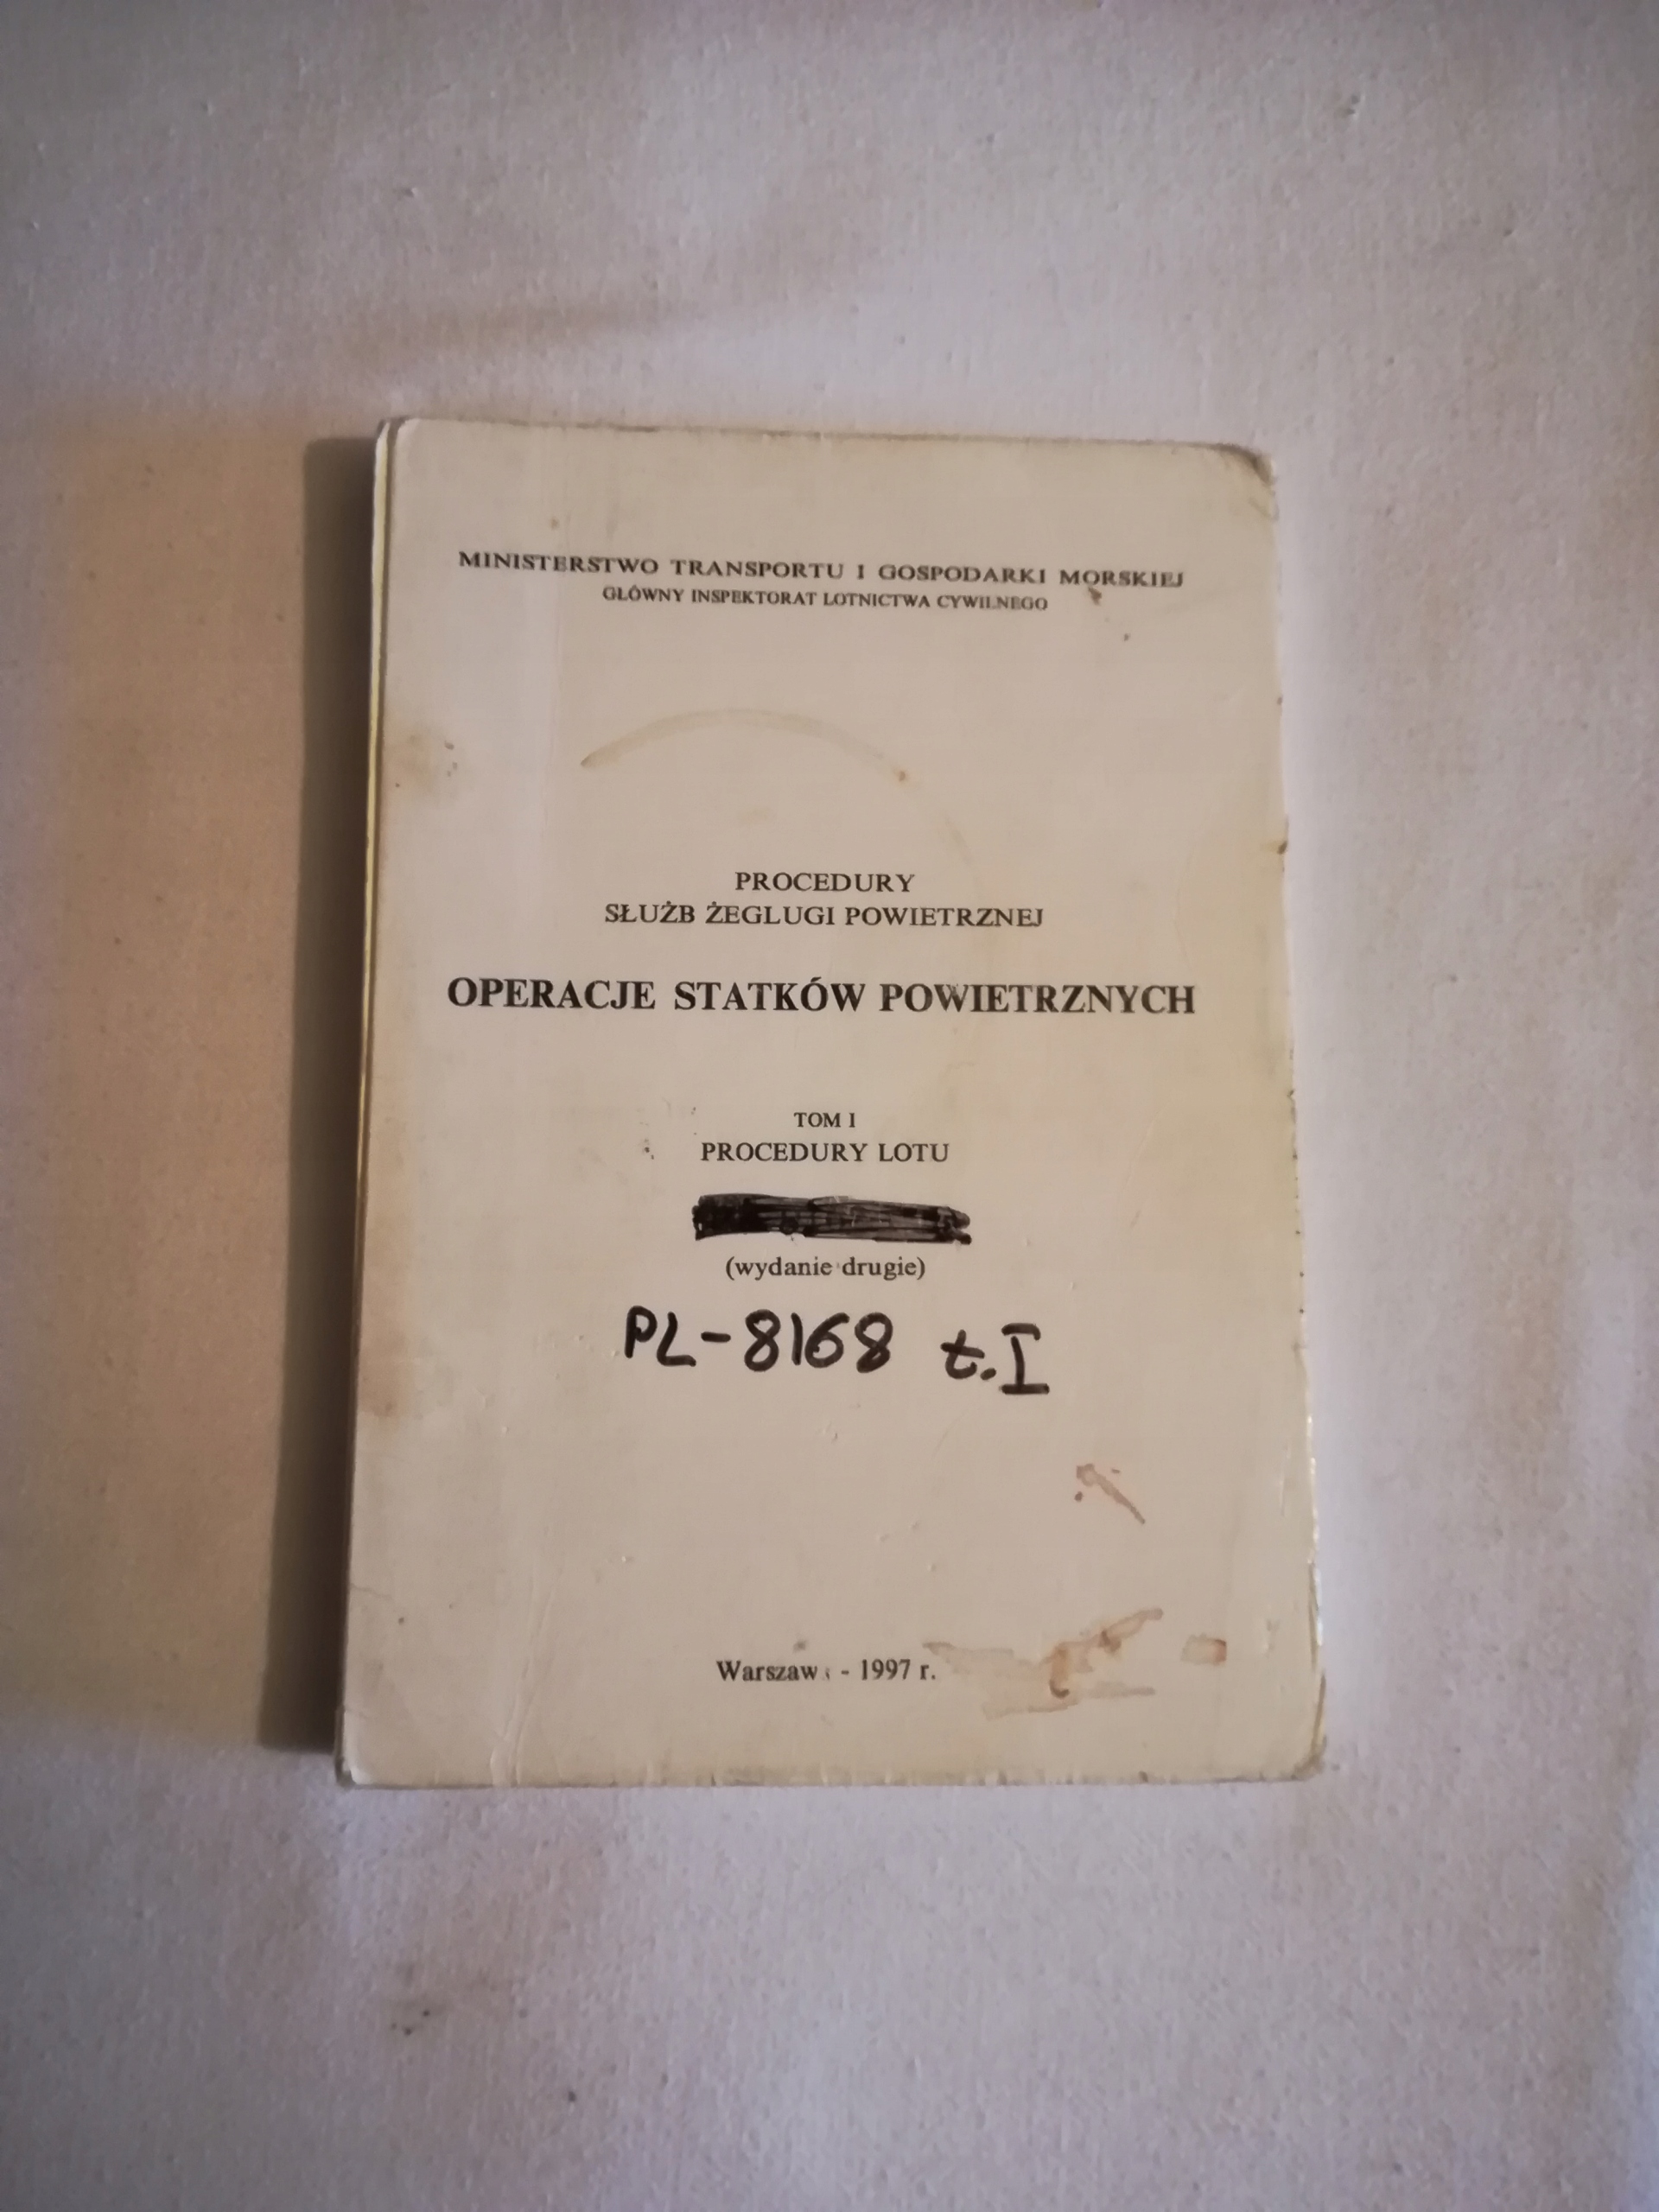 MINISTERSTWO TRANSPORTU I GOSPODARKI MORSKIEJ
GŁÓWNY INSPEKTORAT LOTNICTWA CYWILNEGO
PROCEDURY
SŁUŻB ŻEGLUGI POWIETRZNEJ
OPERACJE STATKÓW POWIETRZNYCH
TOM I
PROCEDURY LOTU
(wydanie drugie)
PL-8168 t.I
Warszawa - 1997 r.